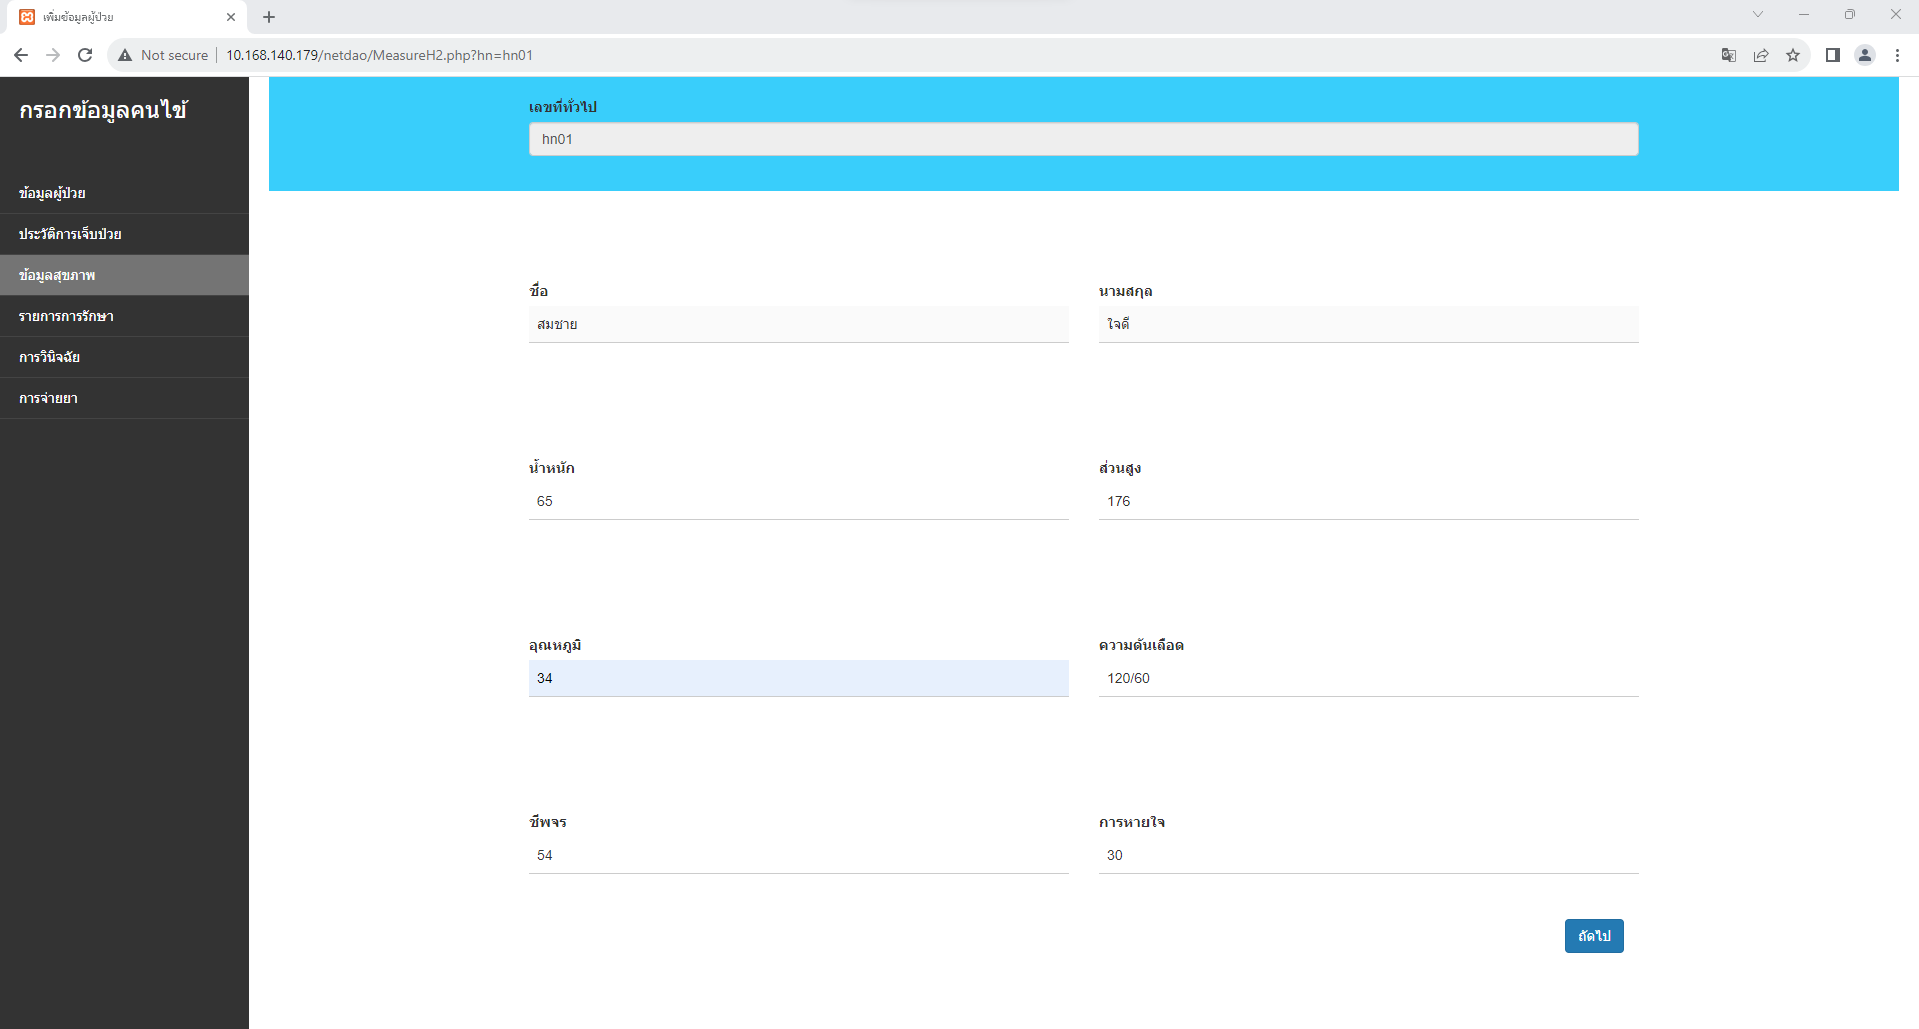 เพิ่มข้อมูลผู้ป่วย
Not secure
10.168.140.179/netdao/MeasureH2.php?hn=hn01
กรอกข้อมูลคนไข้
ข้อมูลผู้ป่วย
ประวัติการเจ็บป่วย
ข้อมูลสุขภาพ
รายการการรักษา
การวินิจฉัย
การจ่ายยา
เลขที่ทั่วไป
hn01
ชื่อ
นามสกุล
สมชาย
ใจดี
น้ำหนัก
ส่วนสูง
65
176
อุณหภูมิ
ความดันเลือด
34
120/60
ชีพจร
การหายใจ
54
30
ถัดไป